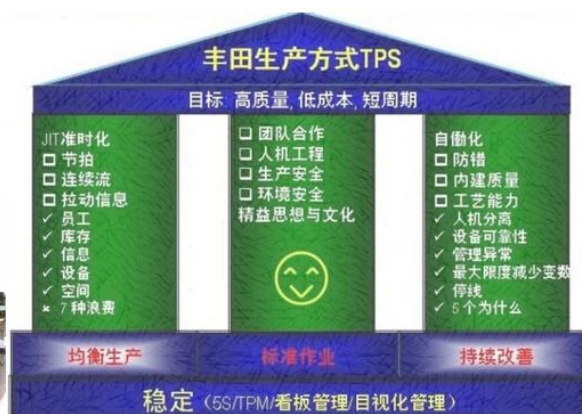 丰田生产方式TPS
目标: 高质量, 低成本, 短周期
JIT准时化
☐ 节拍
☐ 连续流
☐ 拉动信息
✓ 员工
✓ 库存
✓ 信息
✓ 设备
✓ 空间
× 7 种浪费
☐ 团队合作
☐ 人机工程
☐ 生产安全
☐ 环境安全
精益思想与文化
自働化
☐ 防错
☐ 内建质量
☐ 工艺能力
✓ 人机分离
✓ 设备可靠性
✓ 管理异常
✓ 最大限度减少变数
✓ 停线
✓ 5 个为什么
均衡生产
标准作业
持续改善
稳定（5S/TPM/看板管理/目视化管理）